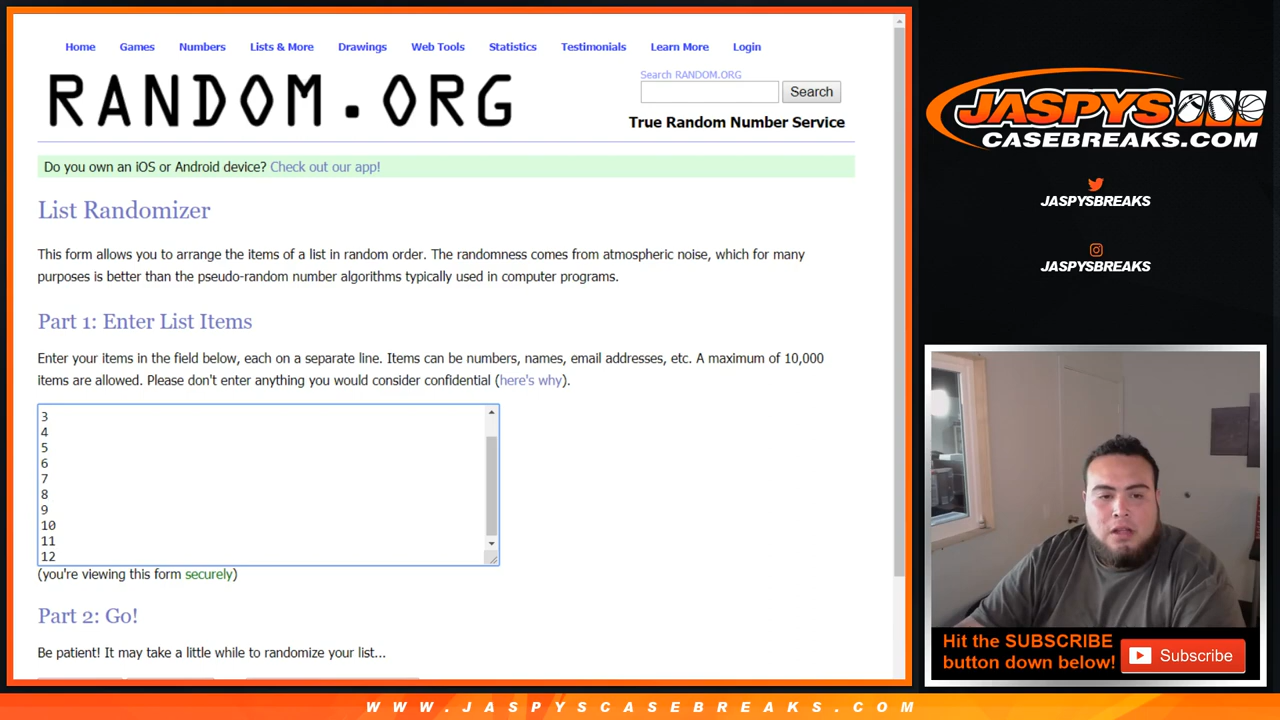 Home Games Numbers Lists & More Drawings Web Tools Statistics Testimonials Learn More Login
RANDOM.ORG
Search RANDOM.ORG
Search
True Random Number Service
Do you own an iOS or Android device? Check out our app!
List Randomizer
This form allows you to arrange the items of a list in random order. The randomness comes from atmospheric noise, which for many
purposes is better than the pseudo-random number algorithms typically used in computer programs.
Part 1: Enter List Items
Enter your items in the field below, each on a separate line. Items can be numbers, names, email addresses, etc. A maximum of 10,000
items are allowed. Please don't enter anything you would consider confidential (here's why).
3
4
5
6
7
8
9
10
11
12
(you're viewing this form securely)
Part 2: Go!
Be patient! It may take a little while to randomize your list...
JASPYS
CASEBREAKS.COM
JASPYSBREAKS
JASPYSBREAKS
Hit the SUBSCRIBE
button down below!
Subscribe
WWW.JASPYSCASEBREAKS.COM